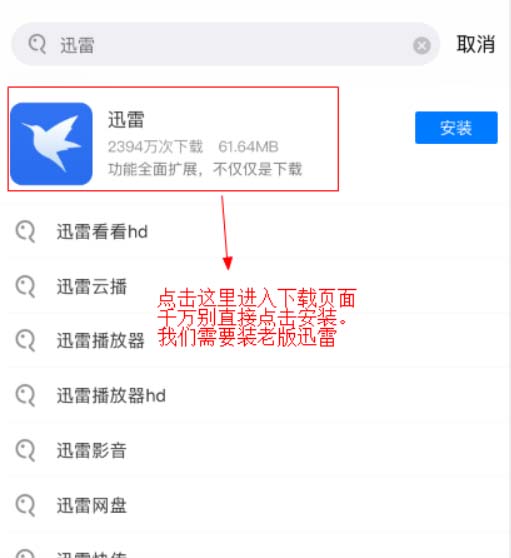 迅雷
取消
迅雷
2394万次下载 61.64MB
功能全面扩展，不仅仅是下载
安装
迅雷看看hd
迅雷云播
点击这里进入下载页面
千万别直接点击安装。
我们需要装老版迅雷
迅雷播放器
迅雷播放器hd
迅雷影音
迅雷网盘